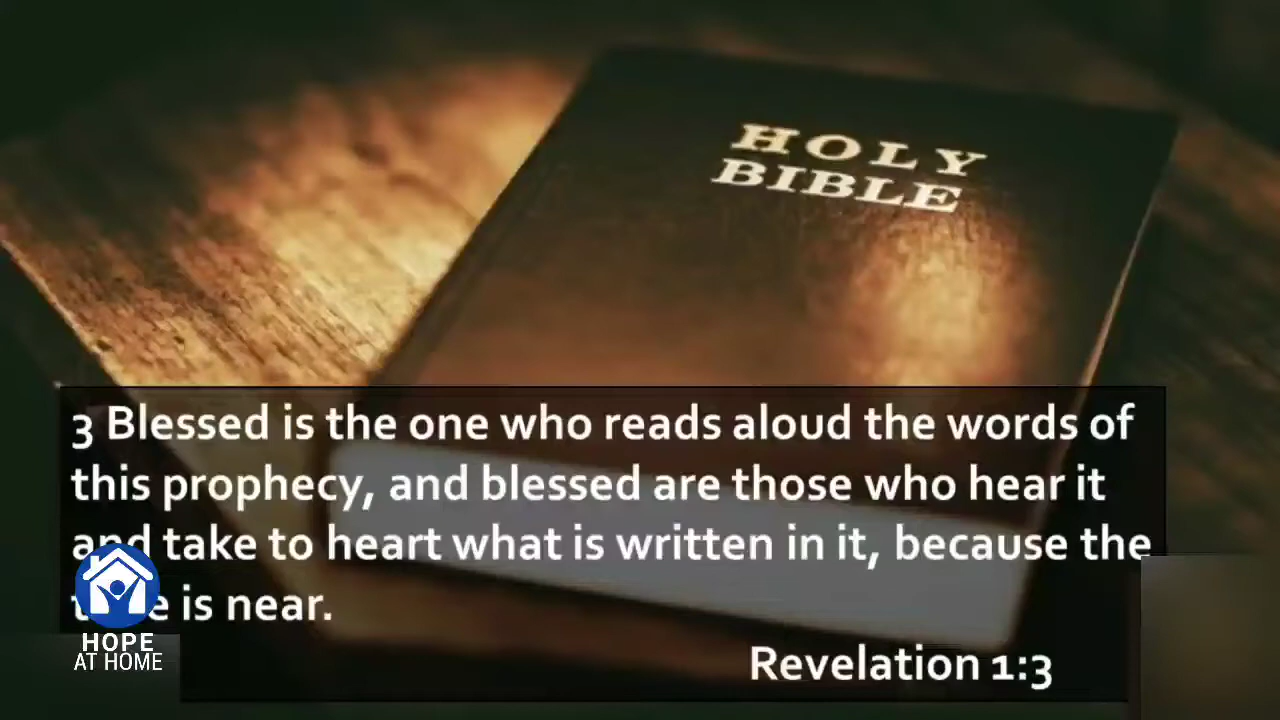 HOLY
BIBLE
3 Blessed is the one who reads aloud the words of
this prophecy, and blessed are those who hear it
and take to heart what is written in it, because the
is near.
Revelation 1:3
HOPE
AT HOME